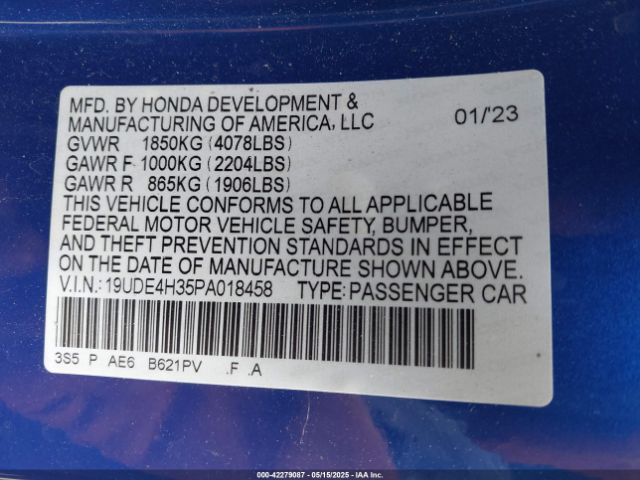 MFD. BY HONDA DEVELOPMENT &
MANUFACTURING OF AMERICA, LLC 01/'23
GVWR 1850KG (4078LBS)
GAWR F 1000KG (2204LBS)
GAWR R 865KG (1906LBS)
THIS VEHICLE CONFORMS TO ALL APPLICABLE
FEDERAL MOTOR VEHICLE SAFETY, BUMPER,
AND THEFT PREVENTION STANDARDS IN EFFECT
ON THE DATE OF MANUFACTURE SHOWN ABOVE.
V.I.N.: 19UDE4H35PA018458 TYPE: PASSENGER CAR
3S5 P AE6 B621PV .F .A
000-42279087 - 05/15/2025 - IAA Inc.